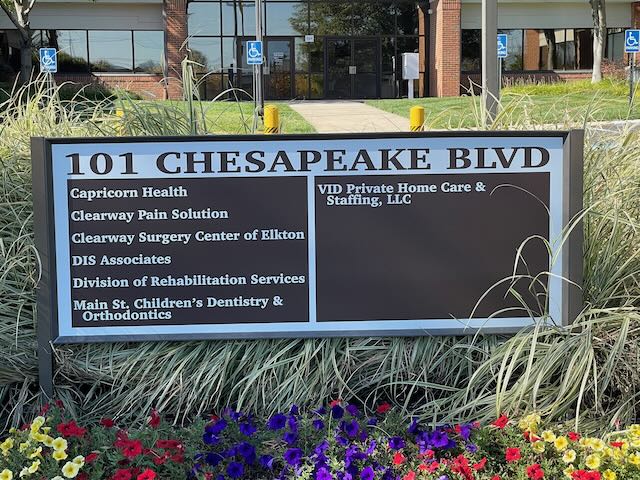 101 CHESAPEAKE BLVD
Capricorn Health
Clearway Pain Solution
Clearway Surgery Center of Elkton
DIS Associates
Division of Rehabilitation Services
Main St. Children's Dentistry &
Orthodontics
VID Private Home Care &
Staffing, LLC